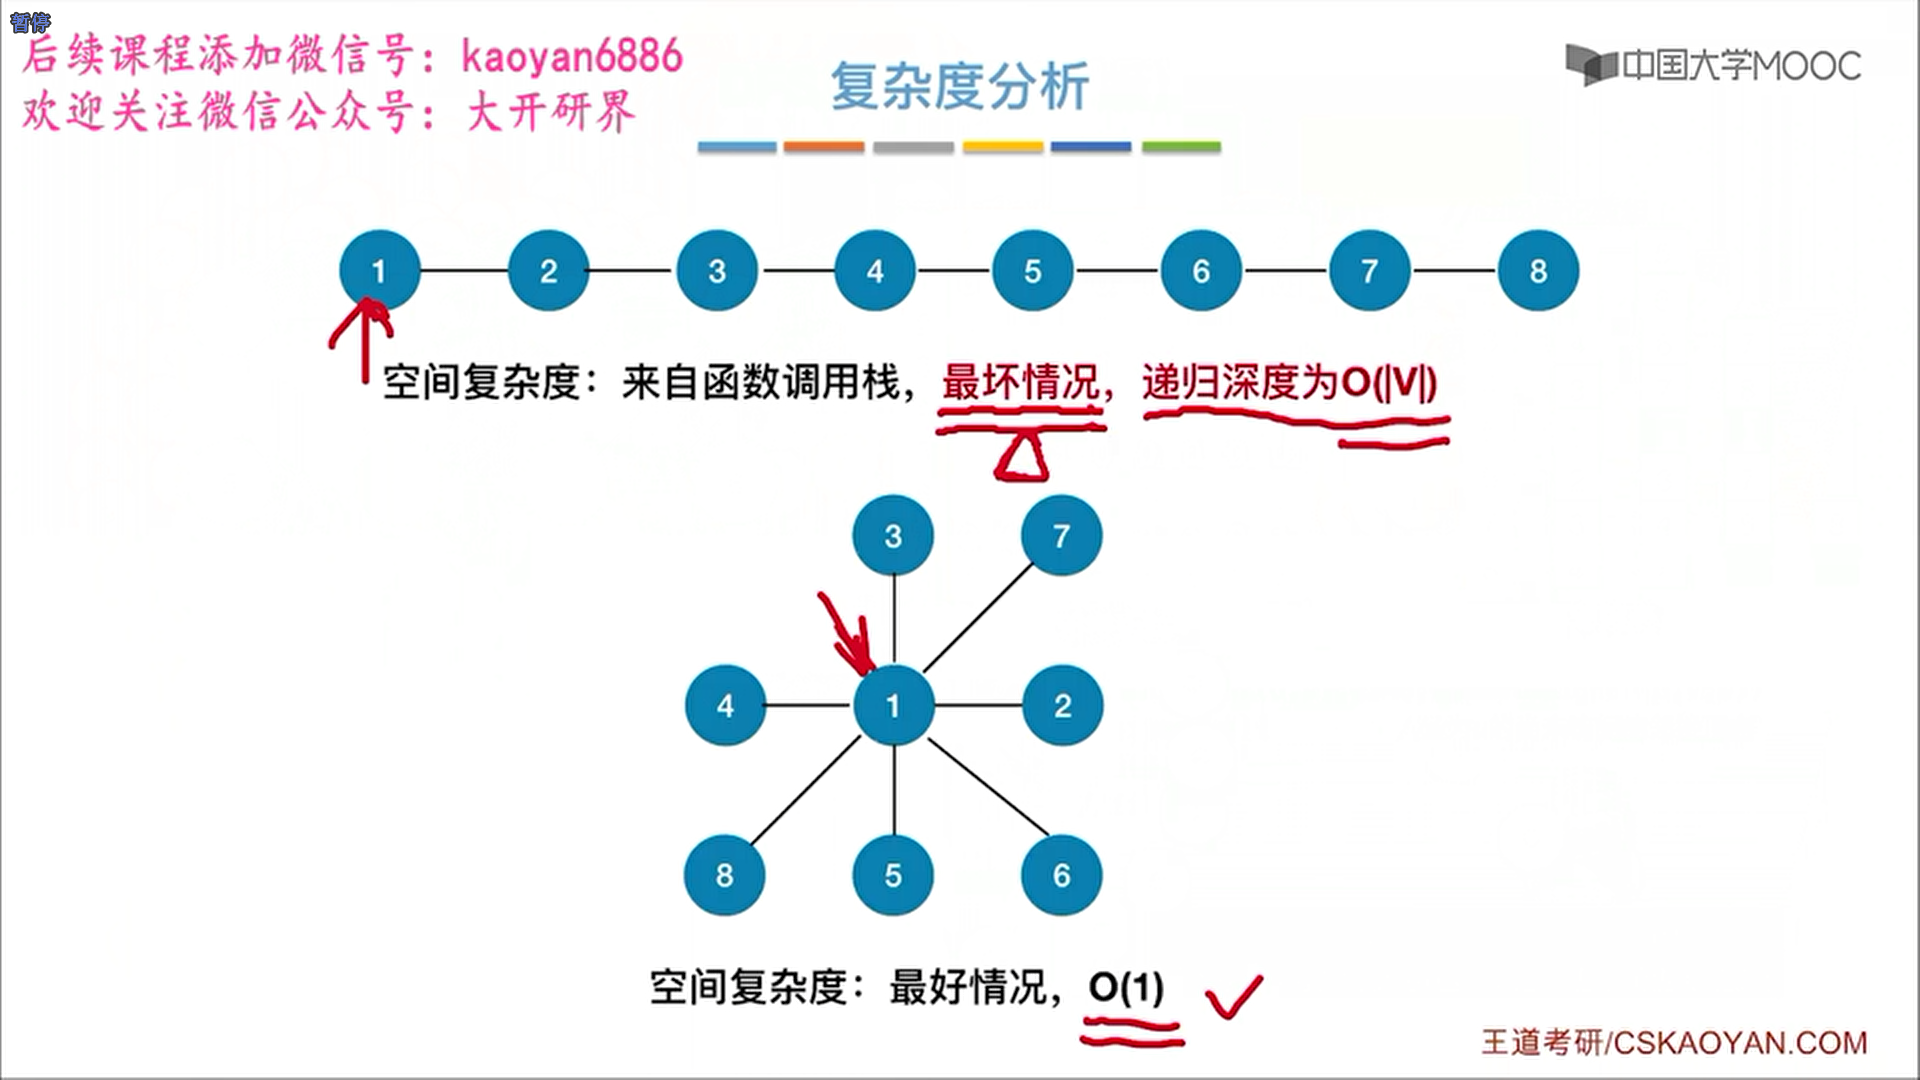 暂停
后续课程添加微信号：kaoyan6886
欢迎关注微信公众号：大开研界
复杂度分析
中国大学MOOC
1 2 3 4 5 6 7 8
空间复杂度：来自函数调用栈，最坏情况，递归深度为O(|V|)
3 7
4 1 2
8 5 6
空间复杂度：最好情况，O(1)
王道考研/CSKAOYAN.COM